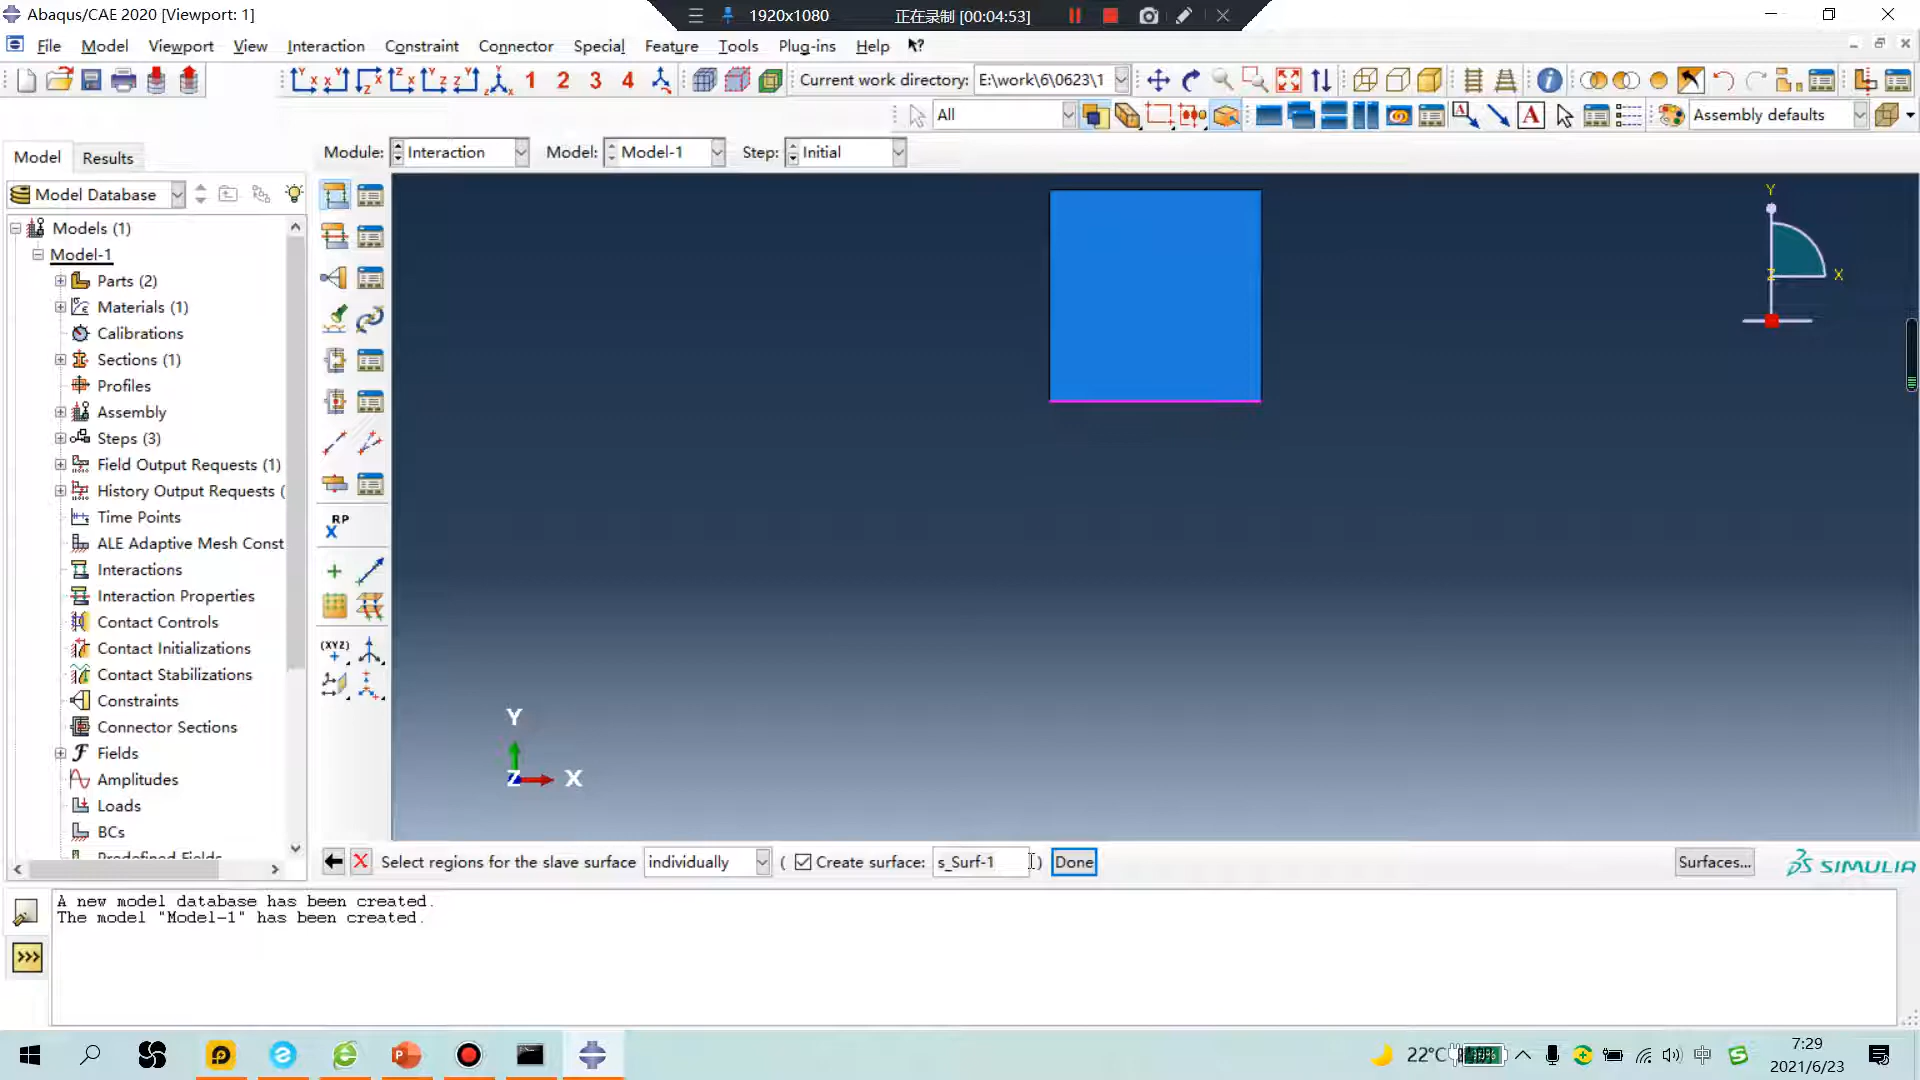 Abaqus/CAE 2020 [Viewport: 1]
1920x1080
正在录制 [00:04:53]
File Model Viewport View Interaction Constraint Connector Special Feature Tools Plug-ins Help
1 2 3 4
Current work directory: E:\work\6\0623\1
All
A
Assembly defaults
Model Results
Module: Interaction Model: Model-1 Step: Initial
Model Database
Models (1)
Model-1
Parts (2)
Materials (1)
Calibrations
Sections (1)
Profiles
Assembly
Steps (3)
Field Output Requests (1)
History Output Requests (
Time Points
ALE Adaptive Mesh Const
Interactions
Interaction Properties
Contact Controls
Contact Initializations
Contact Stabilizations
Constraints
Connector Sections
Fields
Amplitudes
Loads
BCs
Predefined Fields
RP
(XYZ)
Y
X
Z
Y
Z
X
Select regions for the slave surface individually ( Create surface: s_Surf-1 ) Done
Surfaces...
SIMULIA
A new model database has been created.
The model "Model-1" has been created.
>>>
22°C
中
7:29
2021/6/23